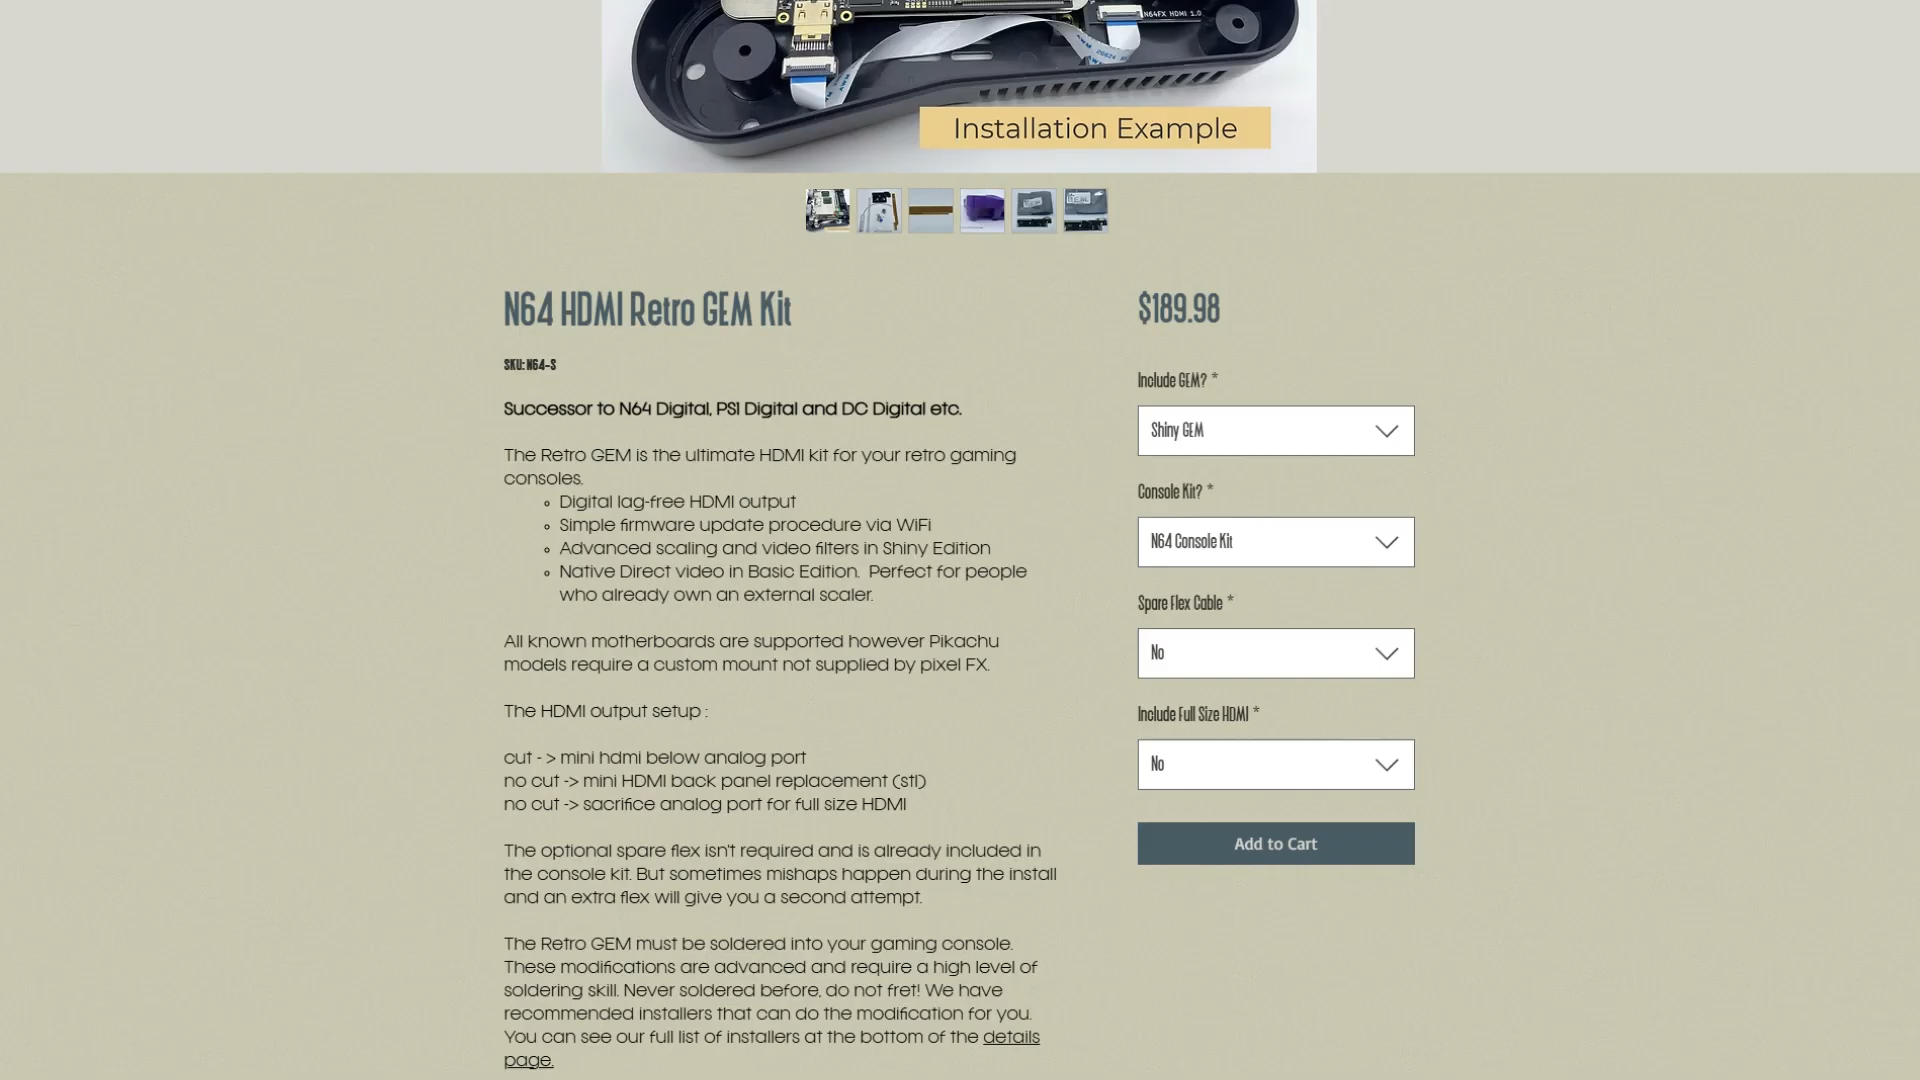 N64FX HDMI 1.0
Installation Example
N64 HDMI Retro GEM Kit
$189.98
SKU: N64-S
Include GEM? *
Successor to N64 Digital, PS1 Digital and DC Digital etc.
Shiny GEM
The Retro GEM is the ultimate HDMI kit for your retro gaming
consoles.
Digital lag-free HDMI output
Console Kit? *
Simple firmware update procedure via WiFi
N64 Console Kit
Advanced scaling and video filters in Shiny Edition
Native Direct video in Basic Edition.  Perfect for people
who already own an external scaler.
Spare Flex Cable *
All known motherboards are supported however Pikachu
No
models require a custom mount not supplied by pixel FX.
The HDMI output setup :
Include Full Size HDMI *
cut - > mini hdmi below analog port
No
no cut -> mini HDMI back panel replacement (stl)
no cut -> sacrifice analog port for full size HDMI
Add to Cart
The optional spare flex isn't required and is already included in
the console kit. But sometimes mishaps happen during the install
and an extra flex will give you a second attempt.
The Retro GEM must be soldered into your gaming console.
These modifications are advanced and require a high level of
soldering skill. Never soldered before, do not fret! We have
recommended installers that can do the modification for you.
You can see our full list of installers at the bottom of the details
page.